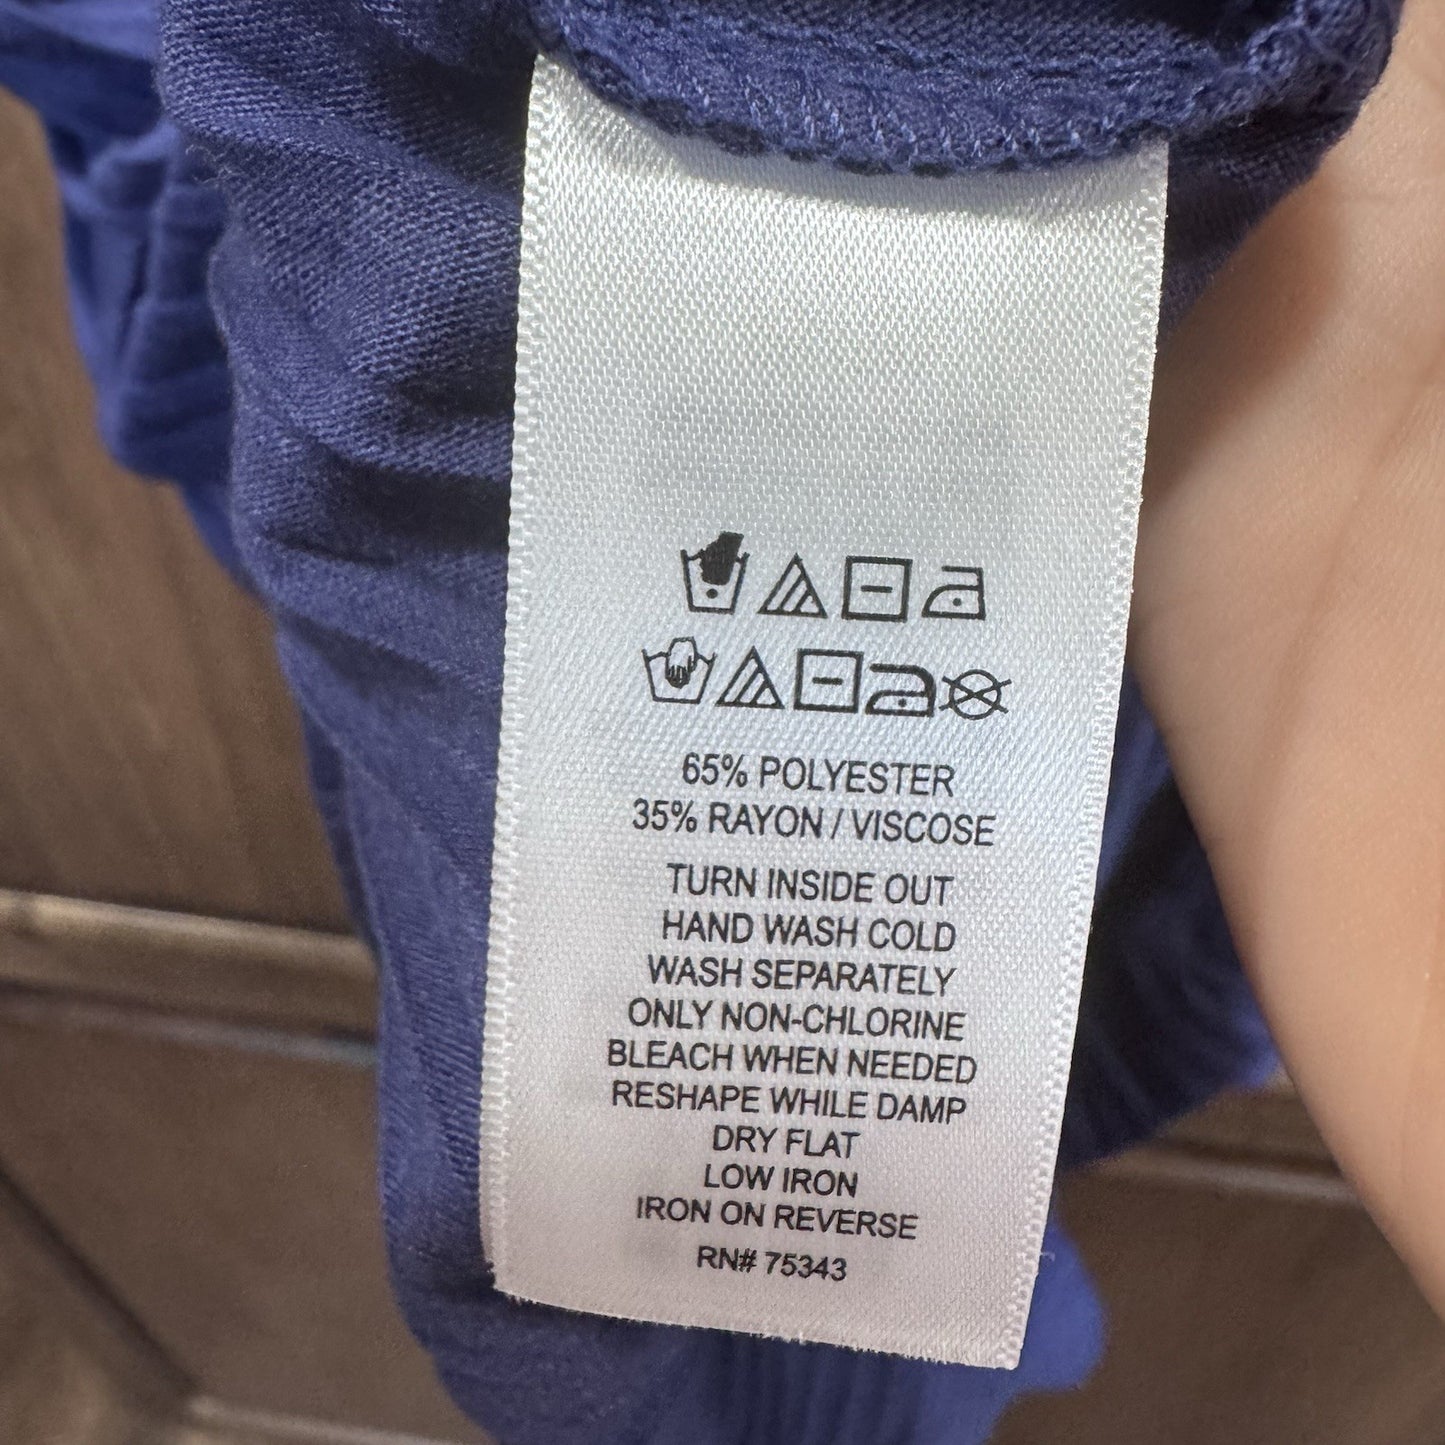 65% POLYESTER
35% RAYON / VISCOSE
TURN INSIDE OUT
HAND WASH COLD
WASH SEPARATELY
ONLY NON-CHLORINE
BLEACH WHEN NEEDED
RESHAPE WHILE DAMP
DRY FLAT
LOW IRON
IRON ON REVERSE
RN# 75343